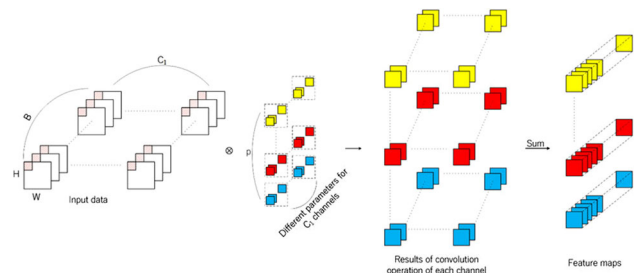 C₁
B
H
W
Input data
⊗
p
Different parameters for
C₁ channels
Results of convolution
operation of each channel
Sum
Feature maps